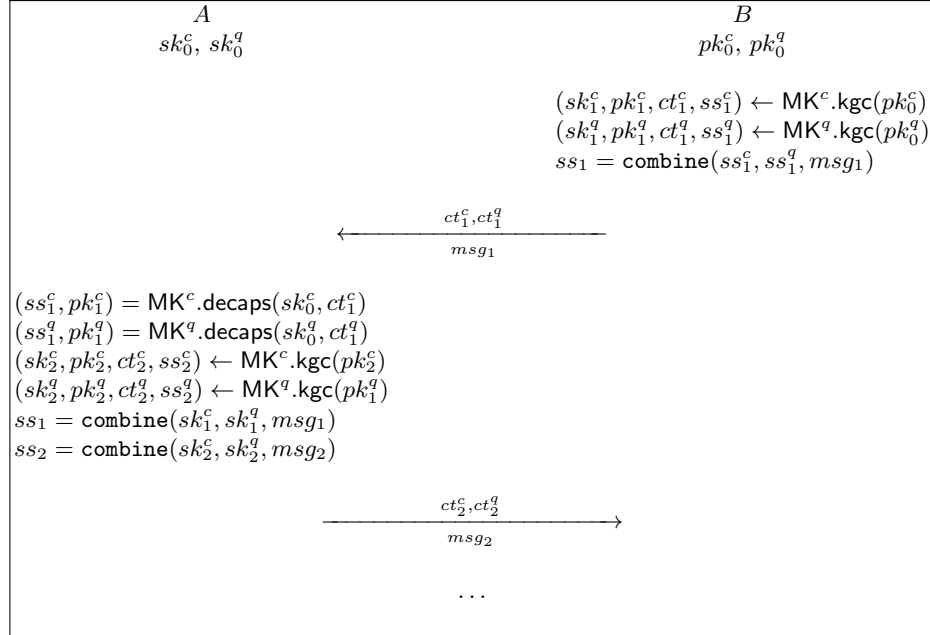 A B
sk_0^c, sk_0^q pk_0^c, pk_0^q
(sk_1^c, pk_1^c, ct_1^c, ss_1^c) ← MK^c.kgc(pk_0^c)
(sk_1^q, pk_1^q, ct_1^q, ss_1^q) ← MK^q.kgc(pk_0^q)
ss_1 = combine(ss_1^c, ss_1^q, msg_1)
ct_1^c,ct_1^q
msg_1
(ss_1^c, pk_1^c) = MK^c.decaps(sk_0^c, ct_1^c)
(ss_1^q, pk_1^q) = MK^q.decaps(sk_0^q, ct_1^q)
(sk_2^c, pk_2^c, ct_2^c, ss_2^c) ← MK^c.kgc(pk_2^c)
(sk_2^q, pk_2^q, ct_2^q, ss_2^q) ← MK^q.kgc(pk_1^q)
ss_1 = combine(sk_1^c, sk_1^q, msg_1)
ss_2 = combine(sk_2^c, sk_2^q, msg_2)
ct_2^c,ct_2^q
msg_2
...